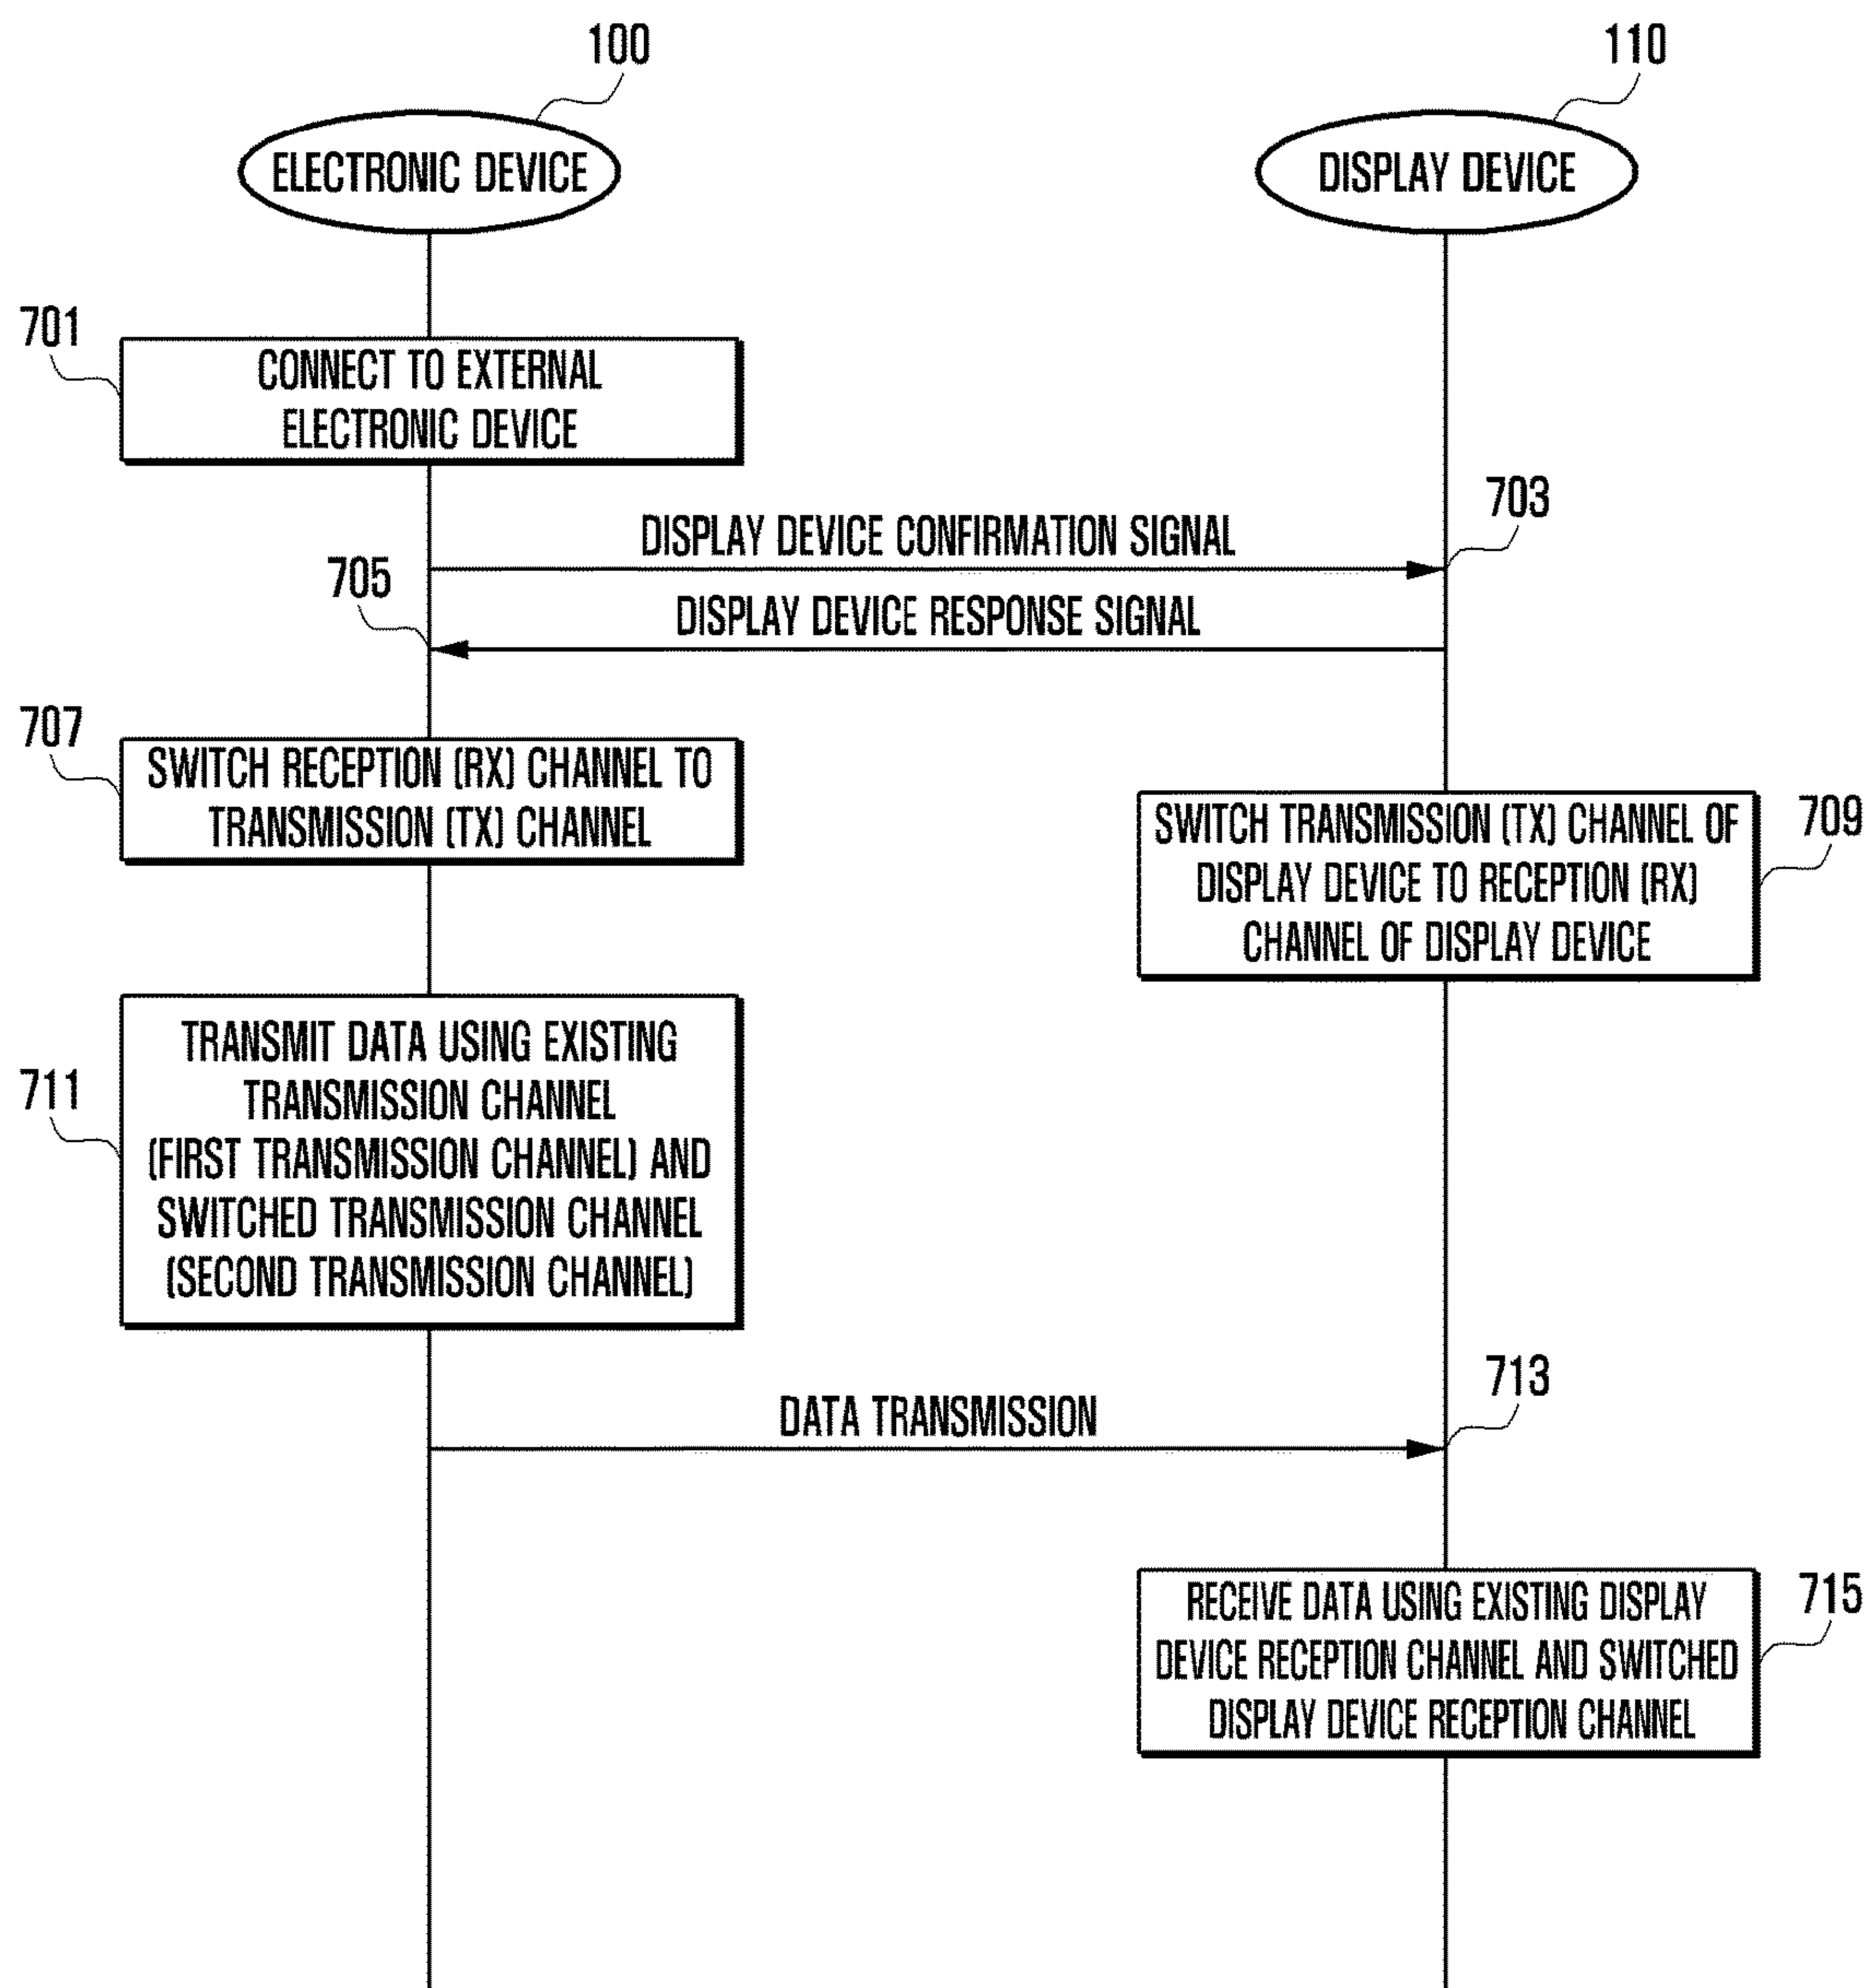 100
110
ELECTRONIC DEVICE
DISPLAY DEVICE
701
CONNECT TO EXTERNAL
ELECTRONIC DEVICE
703
DISPLAY DEVICE CONFIRMATION SIGNAL
705
DISPLAY DEVICE RESPONSE SIGNAL
707
SWITCH RECEPTION (RX) CHANNEL TO
TRANSMISSION (TX) CHANNEL
709
SWITCH TRANSMISSION (TX) CHANNEL OF
DISPLAY DEVICE TO RECEPTION (RX)
CHANNEL OF DISPLAY DEVICE
711
TRANSMIT DATA USING EXISTING
TRANSMISSION CHANNEL
(FIRST TRANSMISSION CHANNEL) AND
SWITCHED TRANSMISSION CHANNEL
(SECOND TRANSMISSION CHANNEL)
713
DATA TRANSMISSION
715
RECEIVE DATA USING EXISTING DISPLAY
DEVICE RECEPTION CHANNEL AND SWITCHED
DISPLAY DEVICE RECEPTION CHANNEL